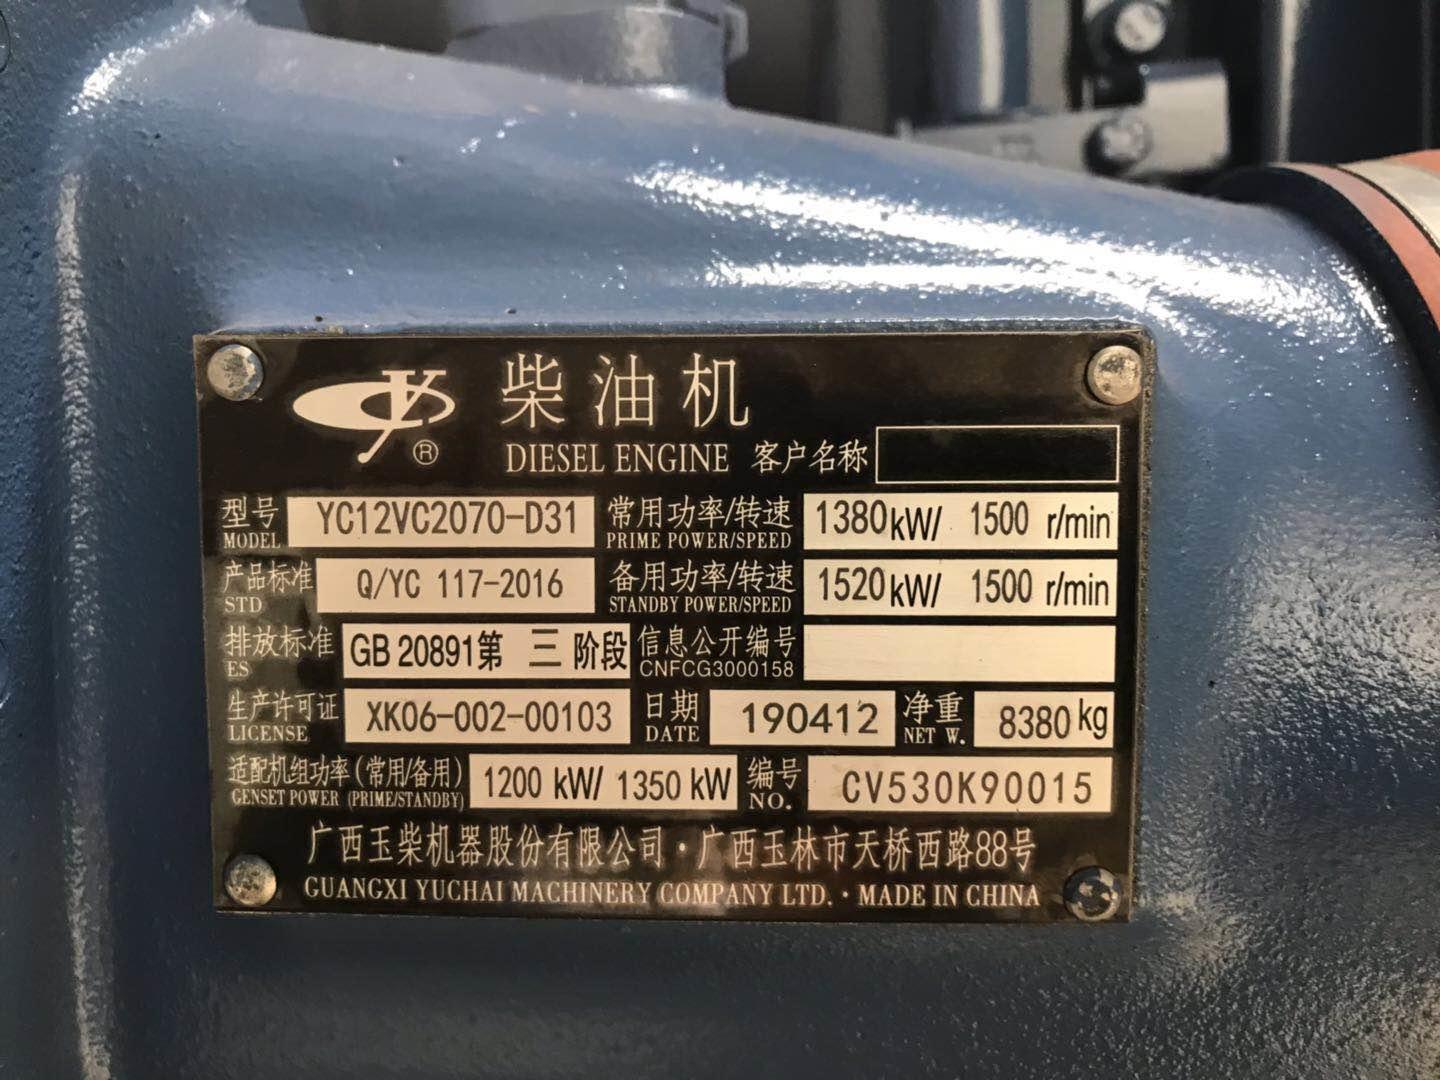 柴油机
®
DIESEL ENGINE 客户名称
型号 YC12VC2070-D31 常用功率/转速 1380kW/ 1500 r/min
MODEL PRIME POWER/SPEED
产品标准 Q/YC 117-2016 备用功率/转速 1520kW/ 1500 r/min
STD STANDBY POWER/SPEED
排放标准 GB 20891第 三 阶段 信息公开编号
ES CNFCG3000158
生产许可证 XK06-002-00103 日期 190412 净重 8380kg
LICENSE DATE NET W.
适配机组功率(常用/备用) 1200 kW/ 1350 kW 编号 CV530K90015
GENSET POWER (PRIME/STANDBY) NO.
广西玉柴机器股份有限公司·广西玉林市天桥西路88号
GUANGXI YUCHAI MACHINERY COMPANY LTD.·MADE IN CHINA